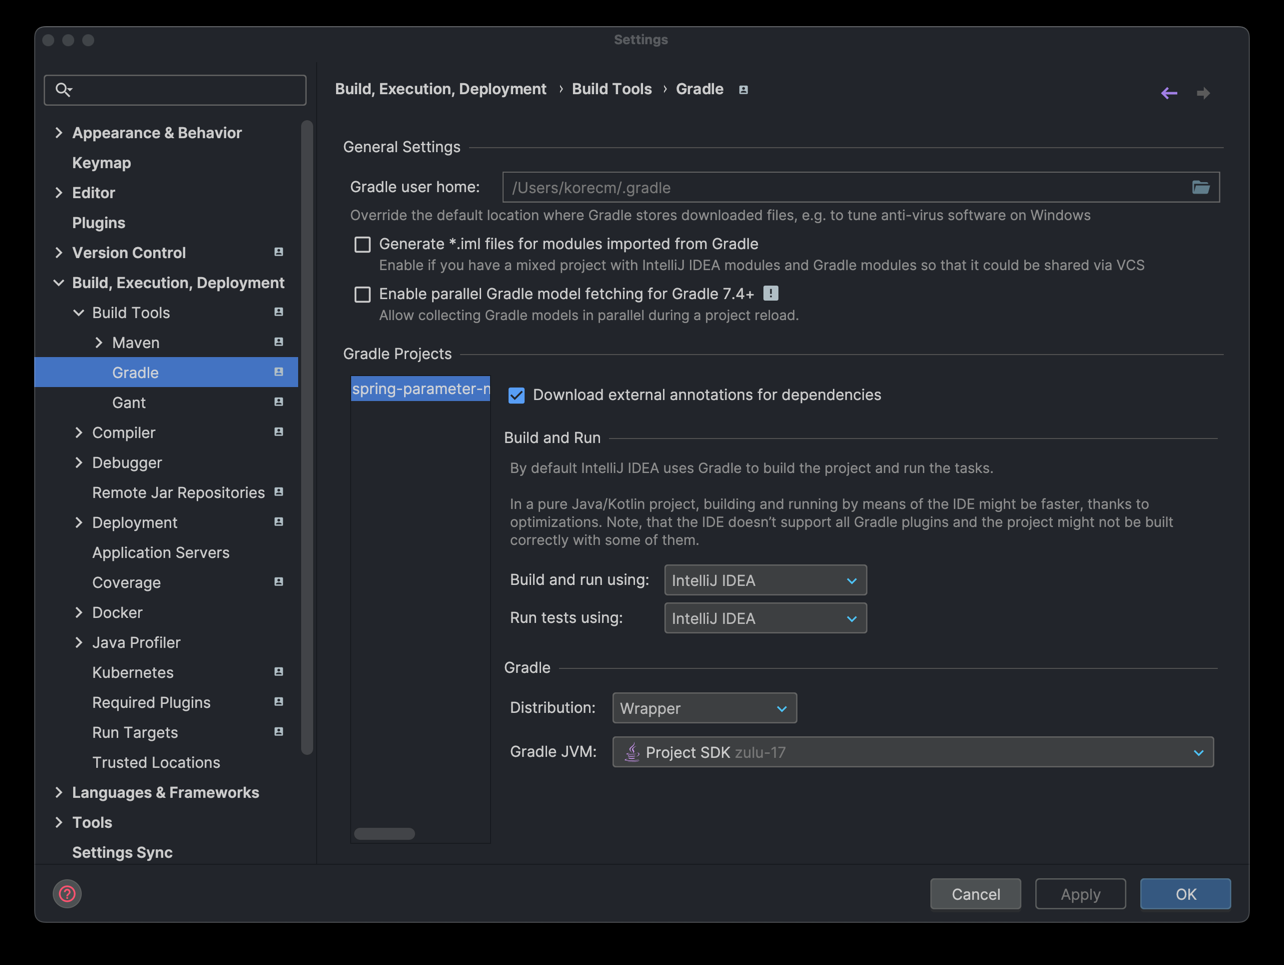 Settings
Build, Execution, Deployment › Build Tools › Gradle
Appearance & Behavior
Keymap
Editor
Plugins
Version Control
Build, Execution, Deployment
Build Tools
Maven
Gradle
Gant
Compiler
Debugger
Remote Jar Repositories
Deployment
Application Servers
Coverage
Docker
Java Profiler
Kubernetes
Required Plugins
Run Targets
Trusted Locations
Languages & Frameworks
Tools
Settings Sync
General Settings
Gradle user home: /Users/korecm/.gradle
Override the default location where Gradle stores downloaded files, e.g. to tune anti-virus software on Windows
Generate *.iml files for modules imported from Gradle
Enable if you have a mixed project with IntelliJ IDEA modules and Gradle modules so that it could be shared via VCS
Enable parallel Gradle model fetching for Gradle 7.4+
Allow collecting Gradle models in parallel during a project reload.
Gradle Projects
spring-parameter-n
Download external annotations for dependencies
Build and Run
By default IntelliJ IDEA uses Gradle to build the project and run the tasks.
In a pure Java/Kotlin project, building and running by means of the IDE might be faster, thanks to
optimizations. Note, that the IDE doesn't support all Gradle plugins and the project might not be built
correctly with some of them.
Build and run using: IntelliJ IDEA
Run tests using: IntelliJ IDEA
Gradle
Distribution: Wrapper
Gradle JVM: Project SDK zulu-17
? Cancel Apply OK